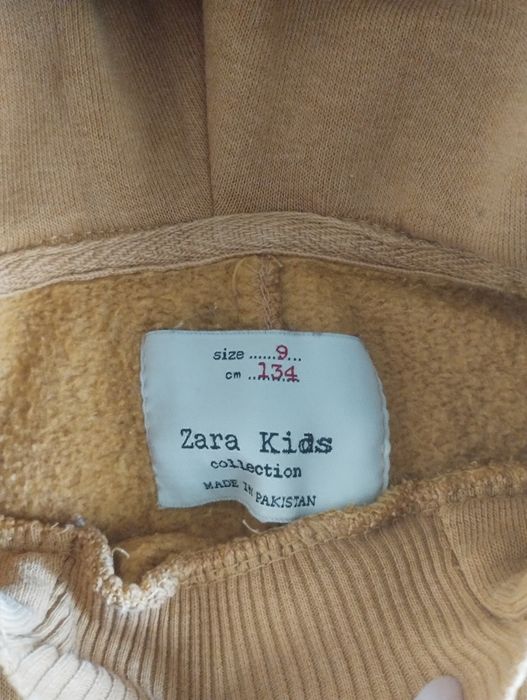 size ......9...
cm ..134
Zara Kids
collection
MADE IN PAKISTAN